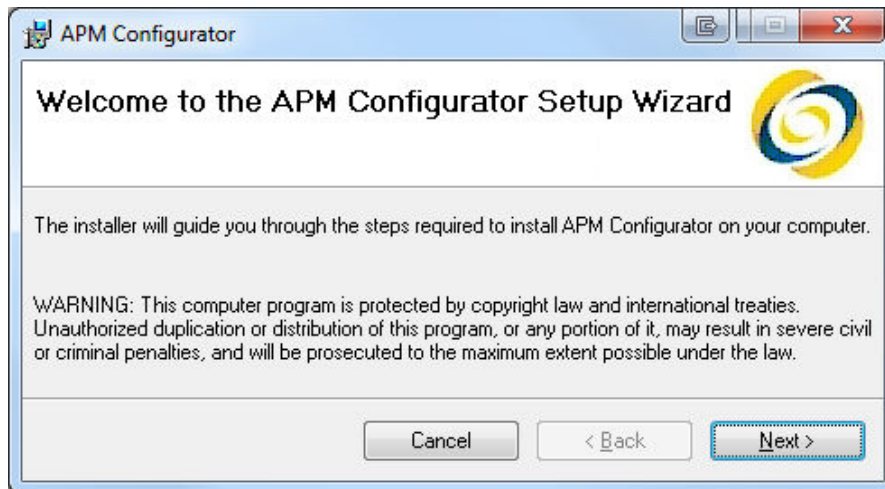 APM Configurator
Welcome to the APM Configurator Setup Wizard
The installer will guide you through the steps required to install APM Configurator on your computer.
WARNING: This computer program is protected by copyright law and international treaties.
Unauthorized duplication or distribution of this program, or any portion of it, may result in severe civil
or criminal penalties, and will be prosecuted to the maximum extent possible under the law.
Cancel
< Back
Next >